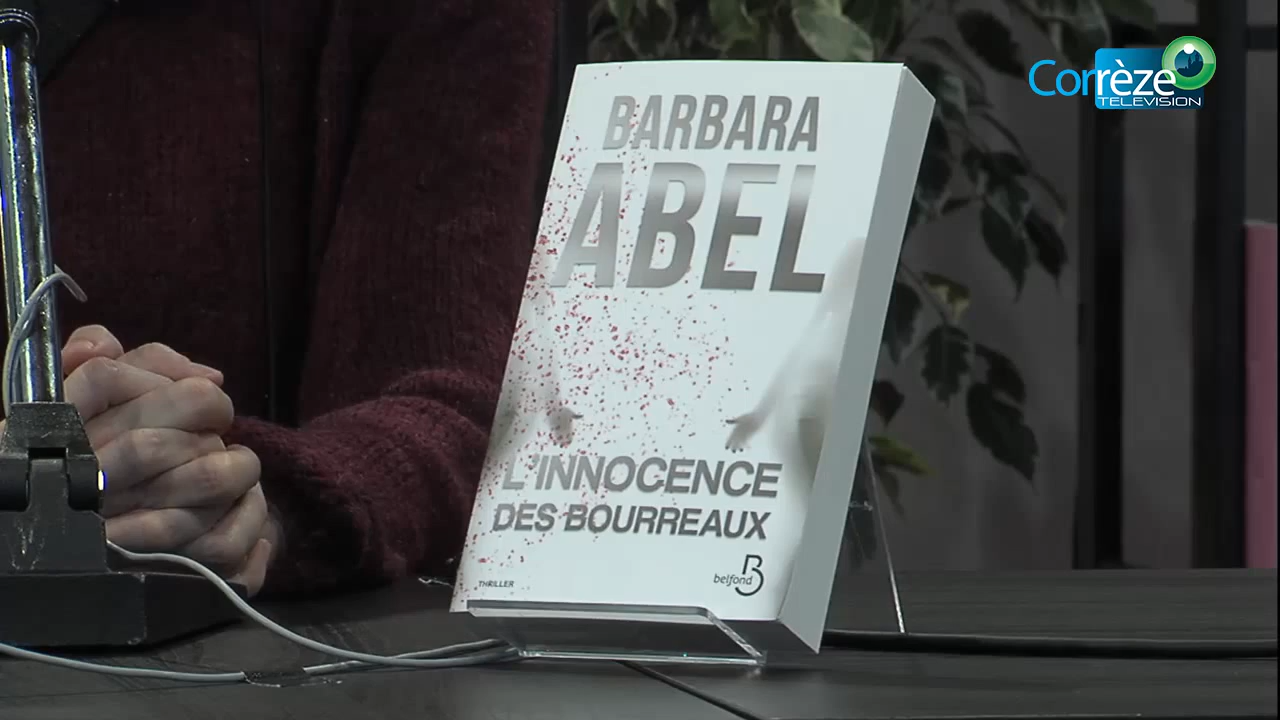 Corrèze
TELEVISION
BARBARA
ABEL
L'INNOCENCE
DES BOURREAUX
THRILLER
belfond